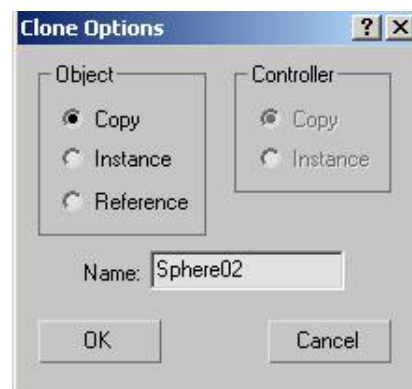 Clone Options ? ×
Object
Copy
Instance
Reference
Controller
Copy
Instance
Name: Sphere02
OK Cancel